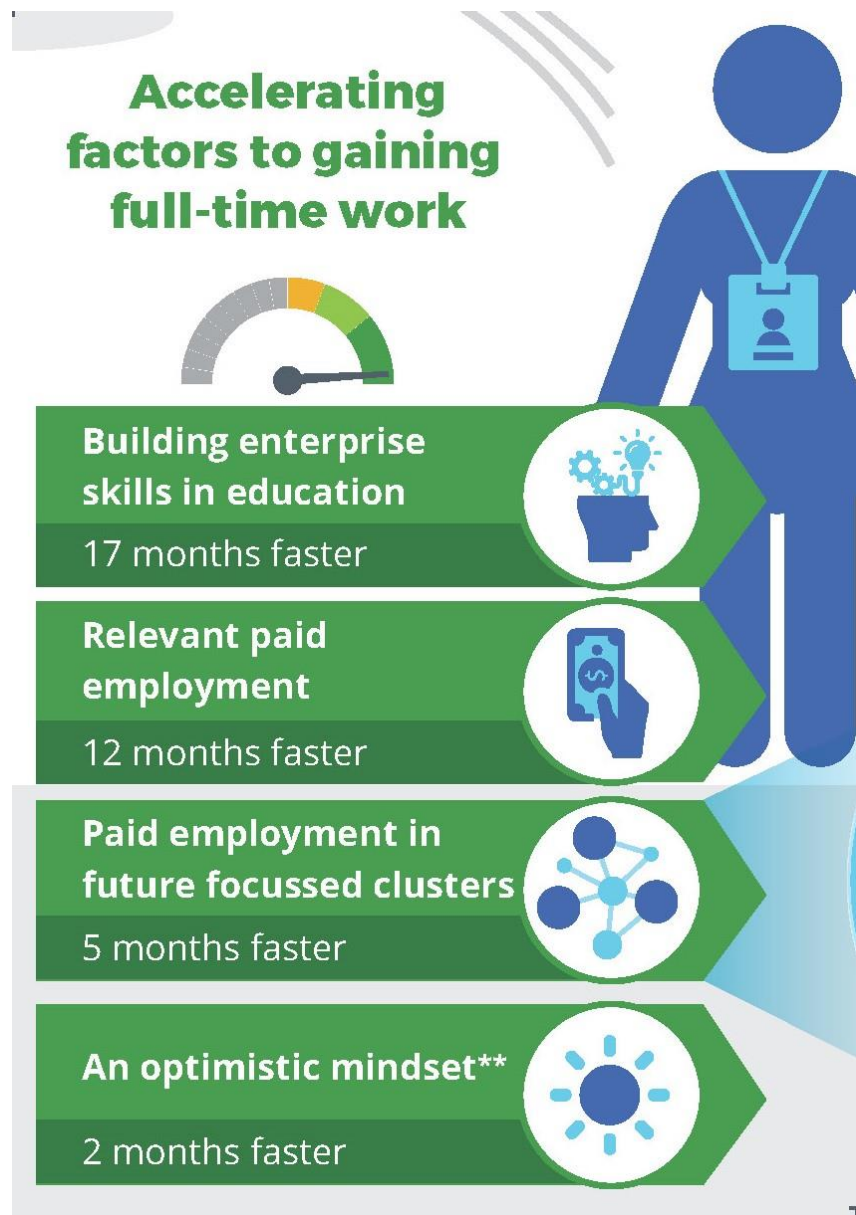 Accelerating
factors to gaining
full-time work
Building enterprise
skills in education
17 months faster
Relevant paid
employment
12 months faster
$
Paid employment in
future focussed clusters
5 months faster
An optimistic mindset**
2 months faster